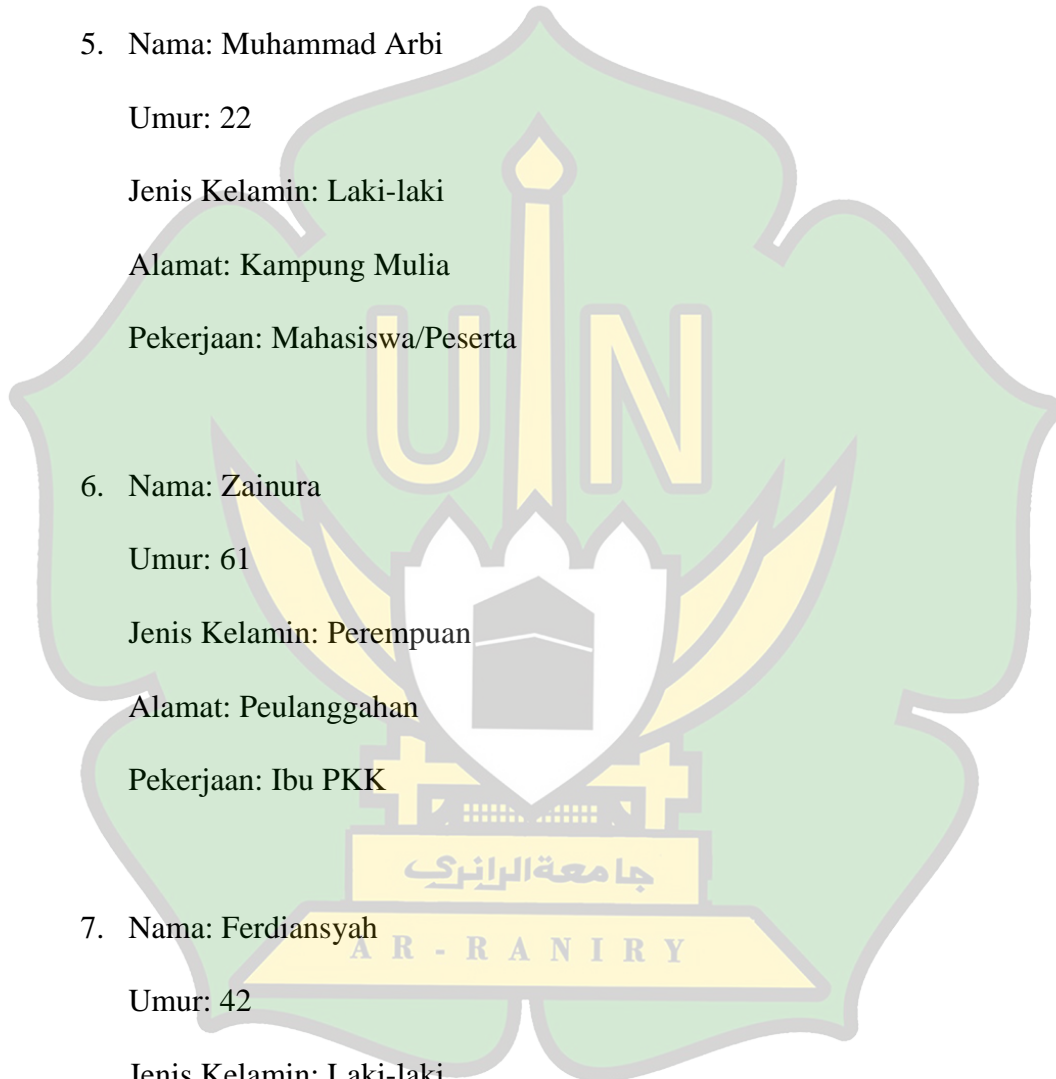 5. Nama: Muhammad Arbi
Umur: 22
Jenis Kelamin: Laki-laki
Alamat: Kampung Mulia
Pekerjaan: Mahasiswa/Peserta
UIN
6. Nama: Zainura
Umur: 61
Jenis Kelamin: Perempuan
Alamat: Peulanggahan
Pekerjaan: Ibu PKK
جامعةالرانري
7. Nama: Ferdiansyah
AR-RANIRY
Umur: 42
Jenis Kelamin: Laki-laki